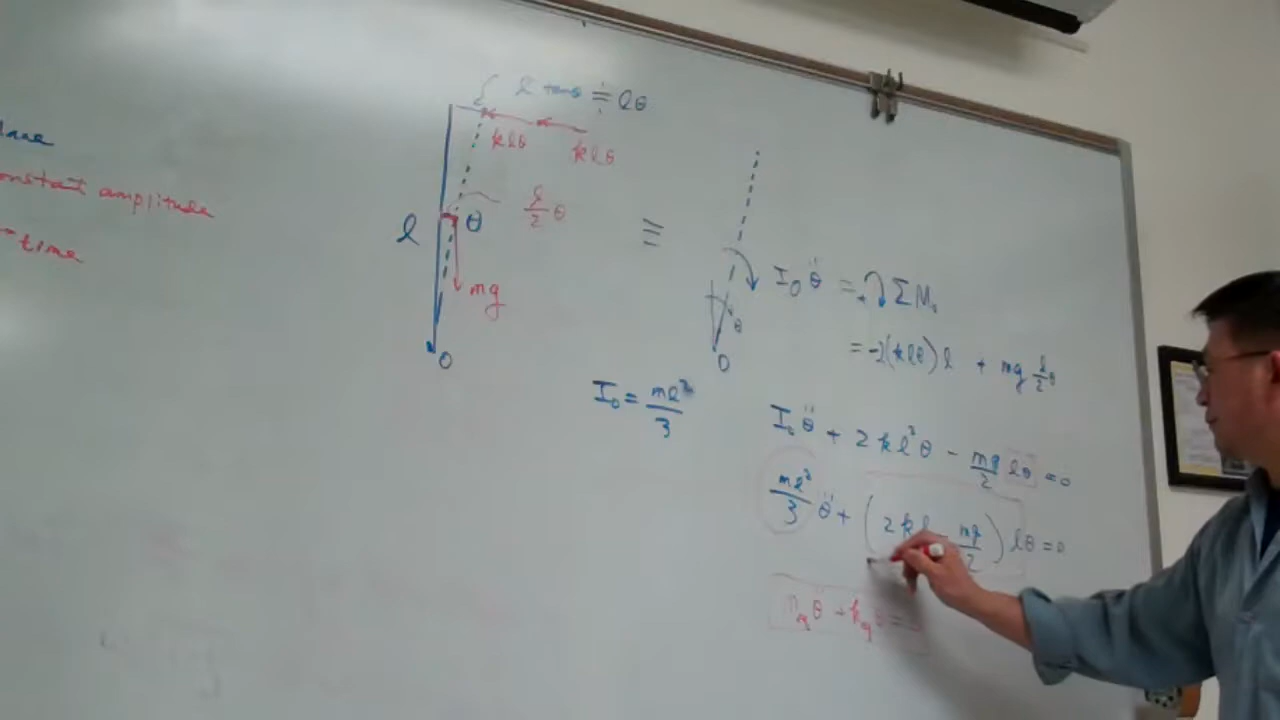 l tanθ ≐ lθ
klθ klθ
onstant amplitude
time
l θ l/2 θ
≡
mg
O
θ
O
I₀θ̈ = +↷ΣM₀
= -2(klθ)l + mg l/2 θ
I₀ = ml²/3
I₀θ̈ + 2kl²θ - mg/2 lθ = 0
ml²/3 θ̈ + (2kl - mg/2) lθ = 0
θ̈ + k